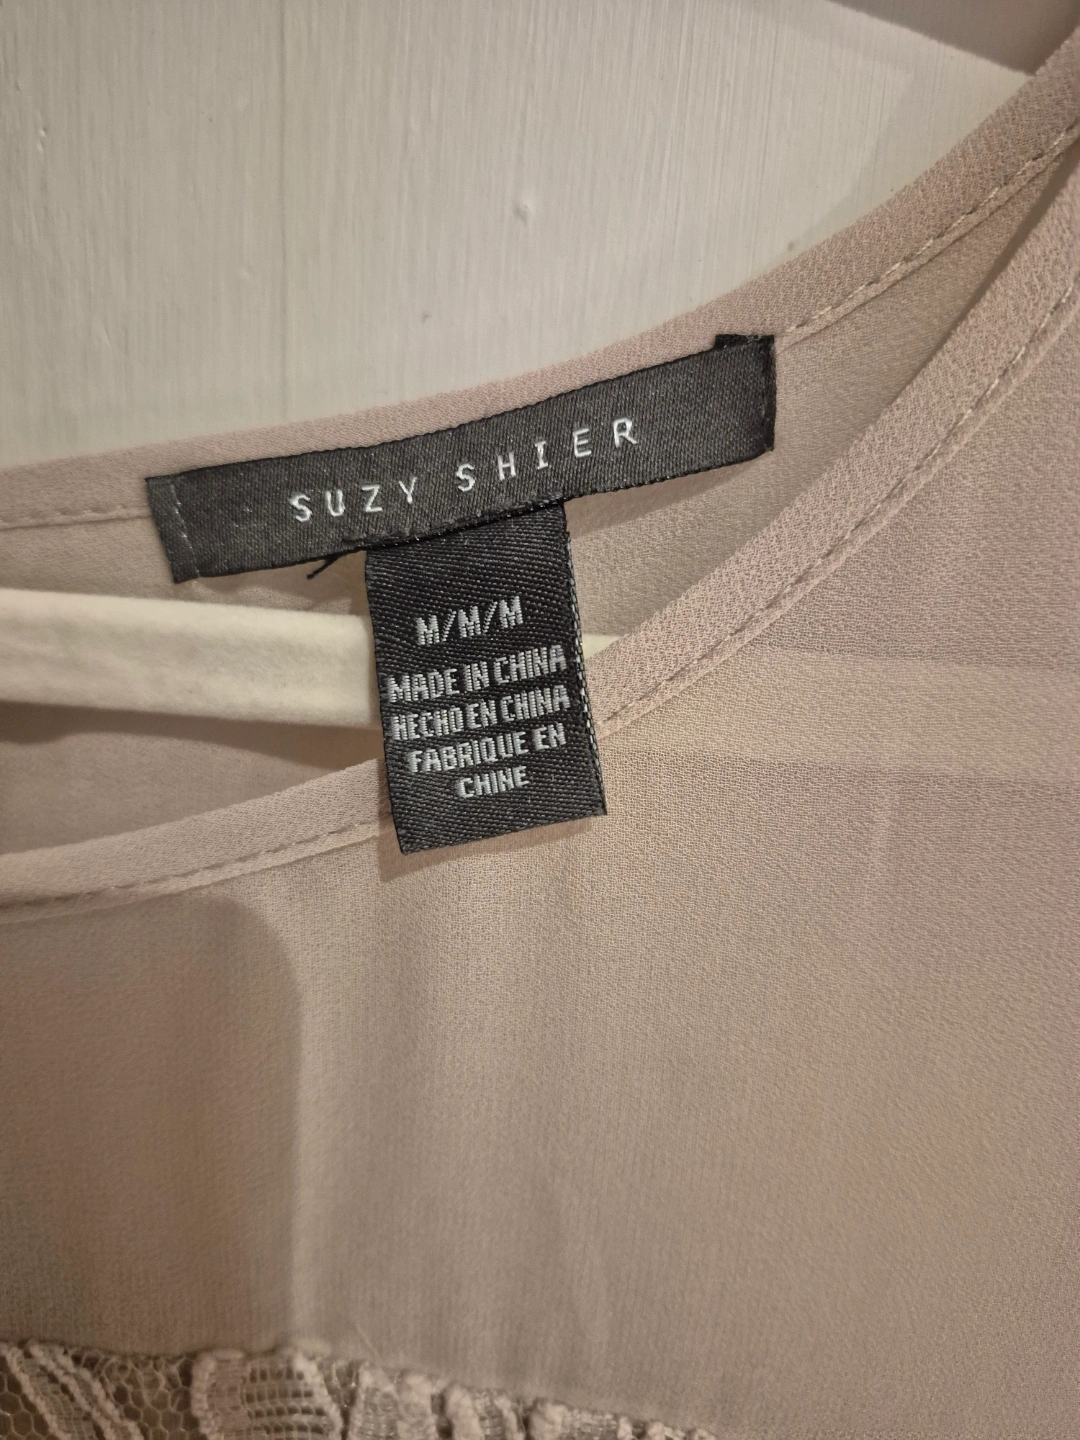 SUZY SHIER
M/M/M
MADE IN CHINA
HECHO EN CHINA
FABRIQUE EN
CHINE